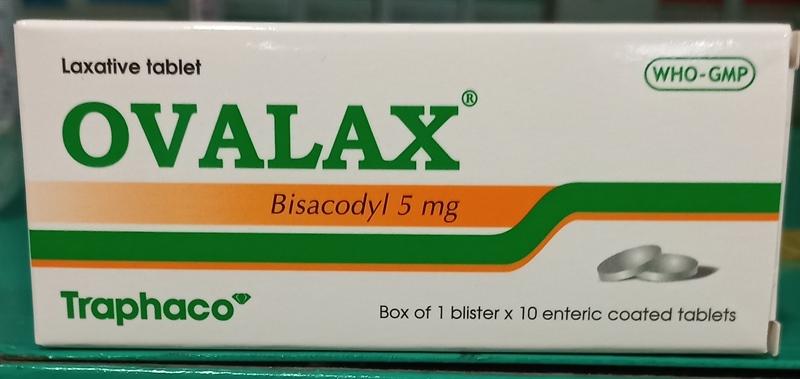 Laxative tablet
WHO-GMP
OVALAX®
Bisacodyl 5 mg
Traphaco
Box of 1 blister x 10 enteric coated tablets